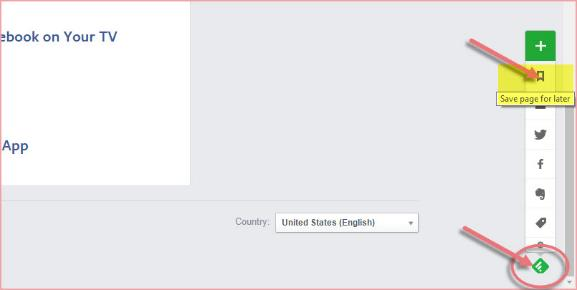 ebook on Your TV
Save page for later
App
Country: United States (English)